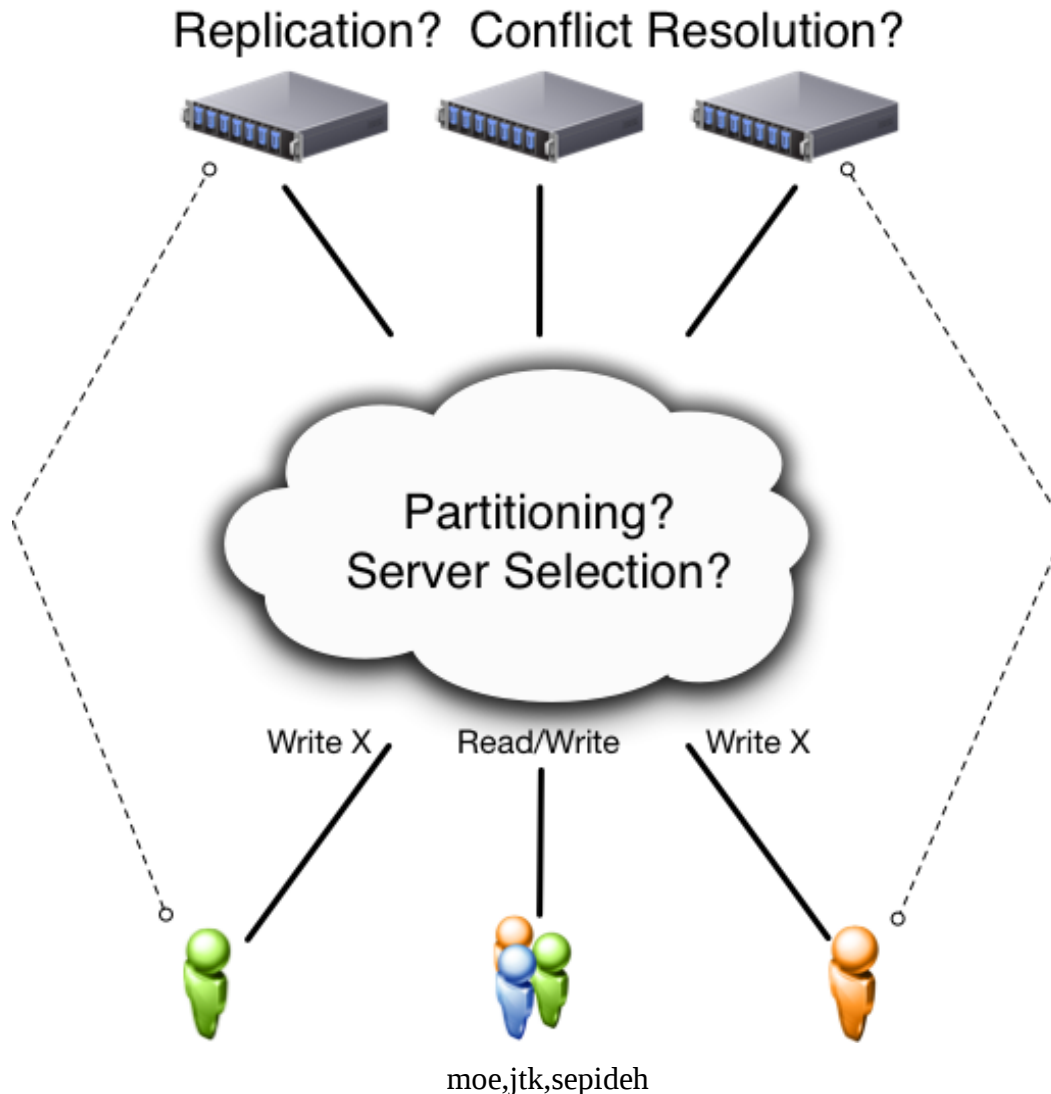 Replication? Conflict Resolution?
Partitioning?
Server Selection?
Write X Read/Write Write X
moe,jtk,sepideh